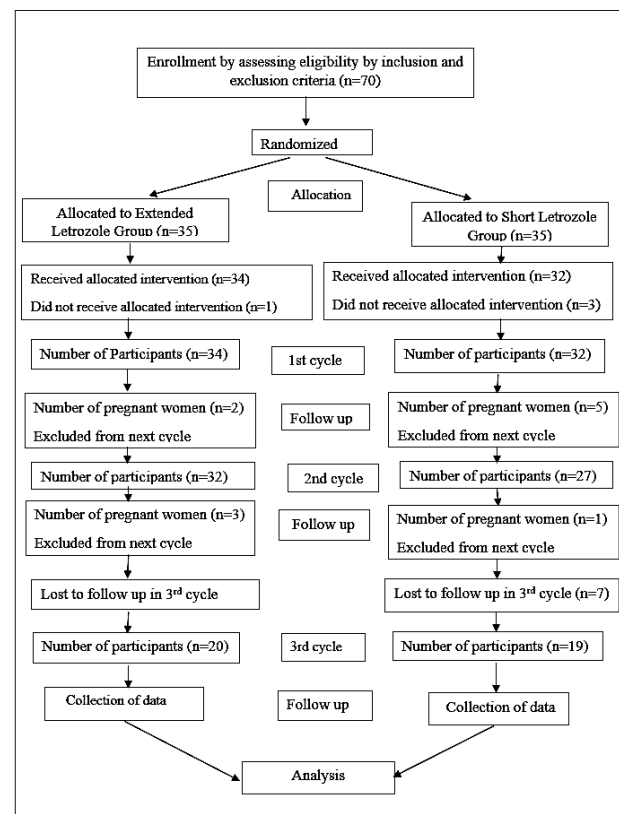 Enrollment by assessing eligibility by inclusion and
exclusion criteria (n=70)
Randomized
Allocation
Allocated to Extended
Letrozole Group (n=35)
Allocated to Short Letrozole
Group (n=35)
Received allocated intervention (n=34)
Did not receive allocated intervention (n=1)
Received allocated intervention (n=32)
Did not receive allocated intervention (n=3)
Number of Participants (n=34)
1st cycle
Number of participants (n=32)
Number of pregnant women (n=2)
Excluded from next cycle
Follow up
Number of pregnant women (n=5)
Excluded from next cycle
Number of participants (n=32)
2nd cycle
Number of participants (n=27)
Number of pregnant women (n=3)
Excluded from next cycle
Follow up
Number of pregnant women (n=1)
Excluded from next cycle
Lost to follow up in 3rd cycle
Lost to follow up in 3rd cycle (n=7)
Number of participants (n=20)
3rd cycle
Number of participants (n=19)
Collection of data
Follow up
Collection of data
Analysis